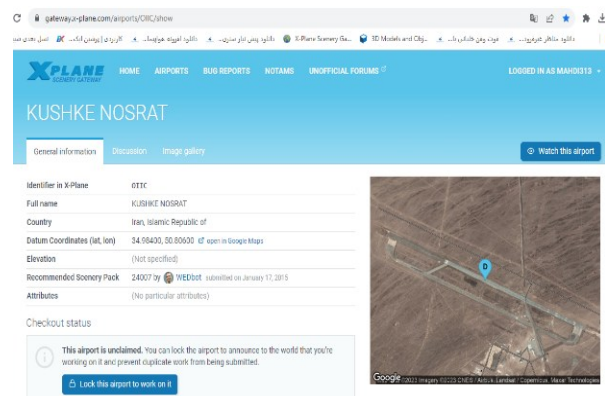 gateway.x-plane.com/airports/OIIC/show
X-Plane Scenery Ga...
3D Models and Obj...
X-PLANE
SCENERY GATEWAY
HOME AIRPORTS BUG REPORTS NOTAMS UNOFFICIAL FORUMS
LOGGED IN AS MAHDI313
KUSHKE NOSRAT
General information Discussion Image gallery
Watch this airport
Identifier in X-Plane OIIC
Full name KUSHKE NOSRAT
Country Iran, Islamic Republic of
Datum Coordinates (lat, lon) 34.98400, 50.80600 open in Google Maps
Elevation (Not specified)
Recommended Scenery Pack 24007 by WEDbot submitted on January 17, 2015
Attributes (No particular attributes)
Checkout status
This airport is unclaimed. You can lock the airport to announce to the world that you're
working on it and prevent duplicate work from being submitted.
Lock this airport to work on it
D
Google
©2023 Imagery ©2023 CNES / Airbus, Landsat / Copernicus, Maxar Technologies